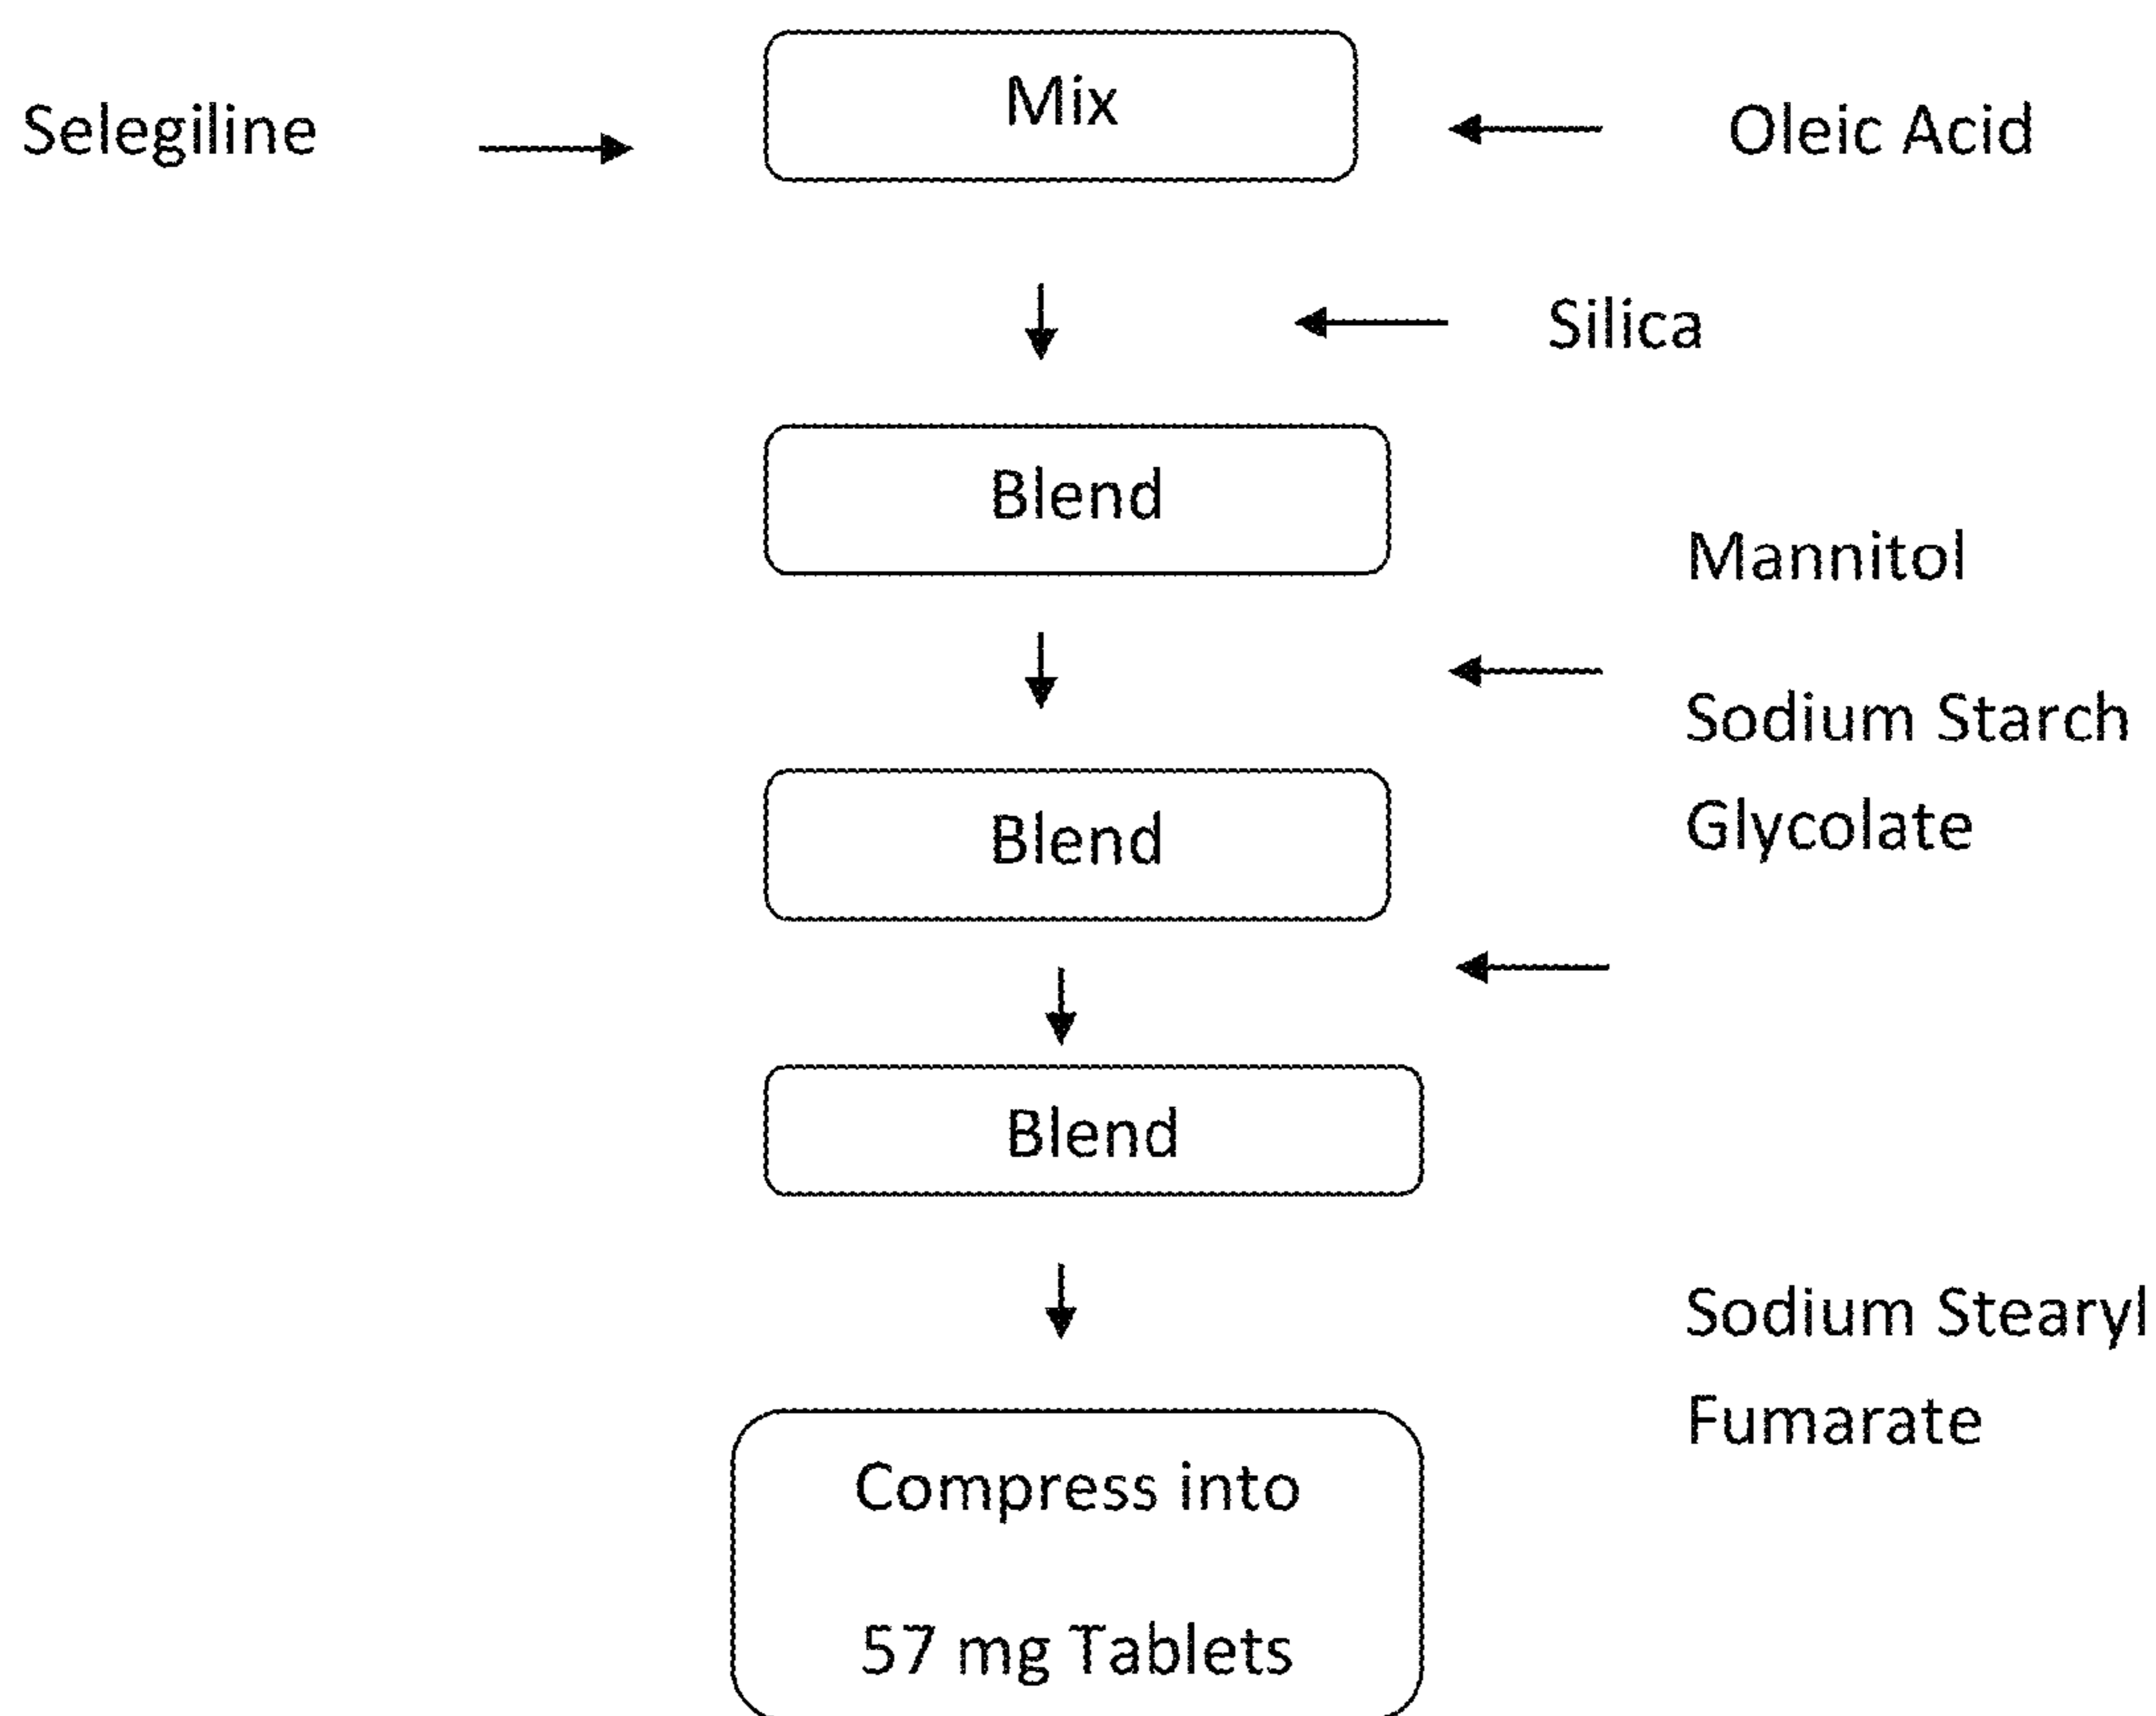 Mix
Selegiline
Oleic Acid
Silica
Blend
Mannitol
Sodium Starch
Glycolate
Blend
Blend
Sodium Stearyl
Fumarate
Compress into
57 mg Tablets